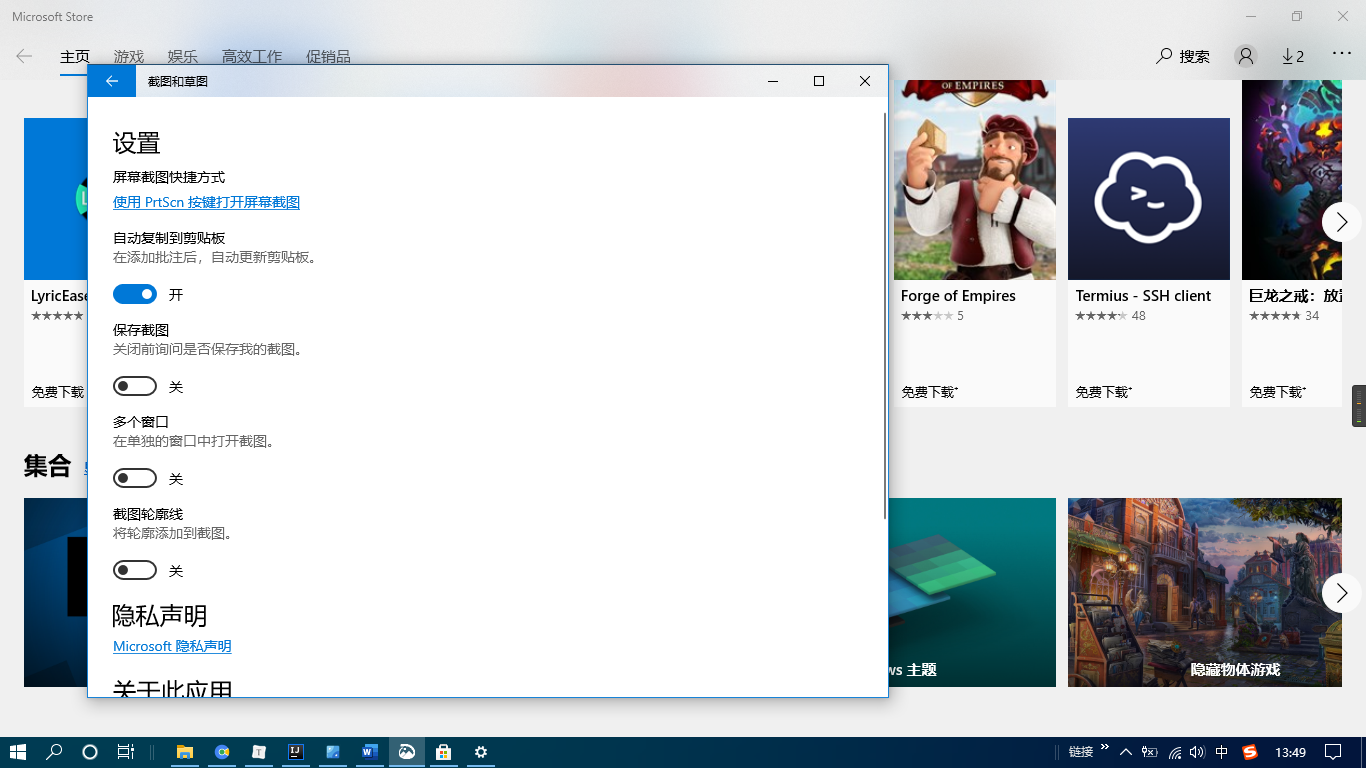 Microsoft Store
主页 游戏 娱乐 高效工作 促销品
搜索 2
截图和草图
设置
屏幕截图快捷方式
使用 PrtScn 按键打开屏幕截图
自动复制到剪贴板
在添加批注后，自动更新剪贴板。
开
保存截图
关闭前询问是否保存我的截图。
关
多个窗口
在单独的窗口中打开截图。
关
截图轮廓线
将轮廓添加到截图。
关
隐私声明
Microsoft 隐私声明
关于此应用
LyricEase
免费下载
OF EMPIRES
Forge of Empires
5
免费下载+
Termius - SSH client
48
免费下载+
巨龙之戒：放
34
免费下载+
集合
ws 主题
隐藏物体游戏
链接 中 13:49